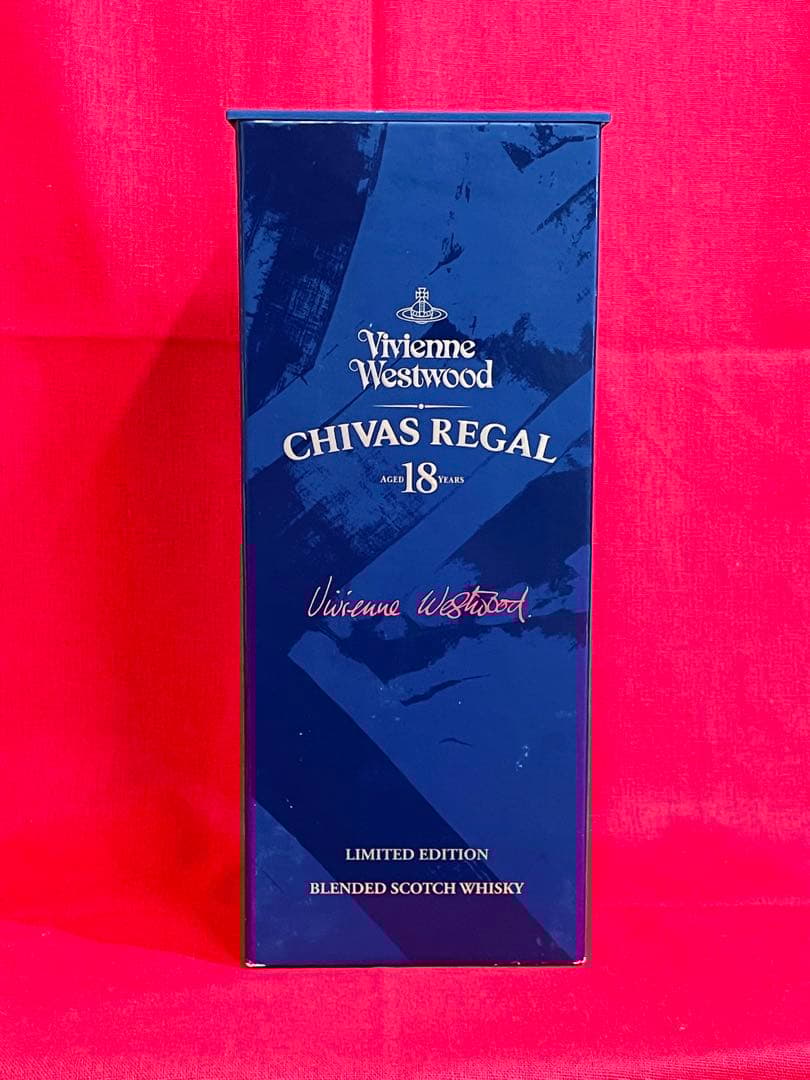 Vivienne
Westwood
CHIVAS REGAL
AGED 18 YEARS
Vivienne Westwood
LIMITED EDITION
BLENDED SCOTCH WHISKY